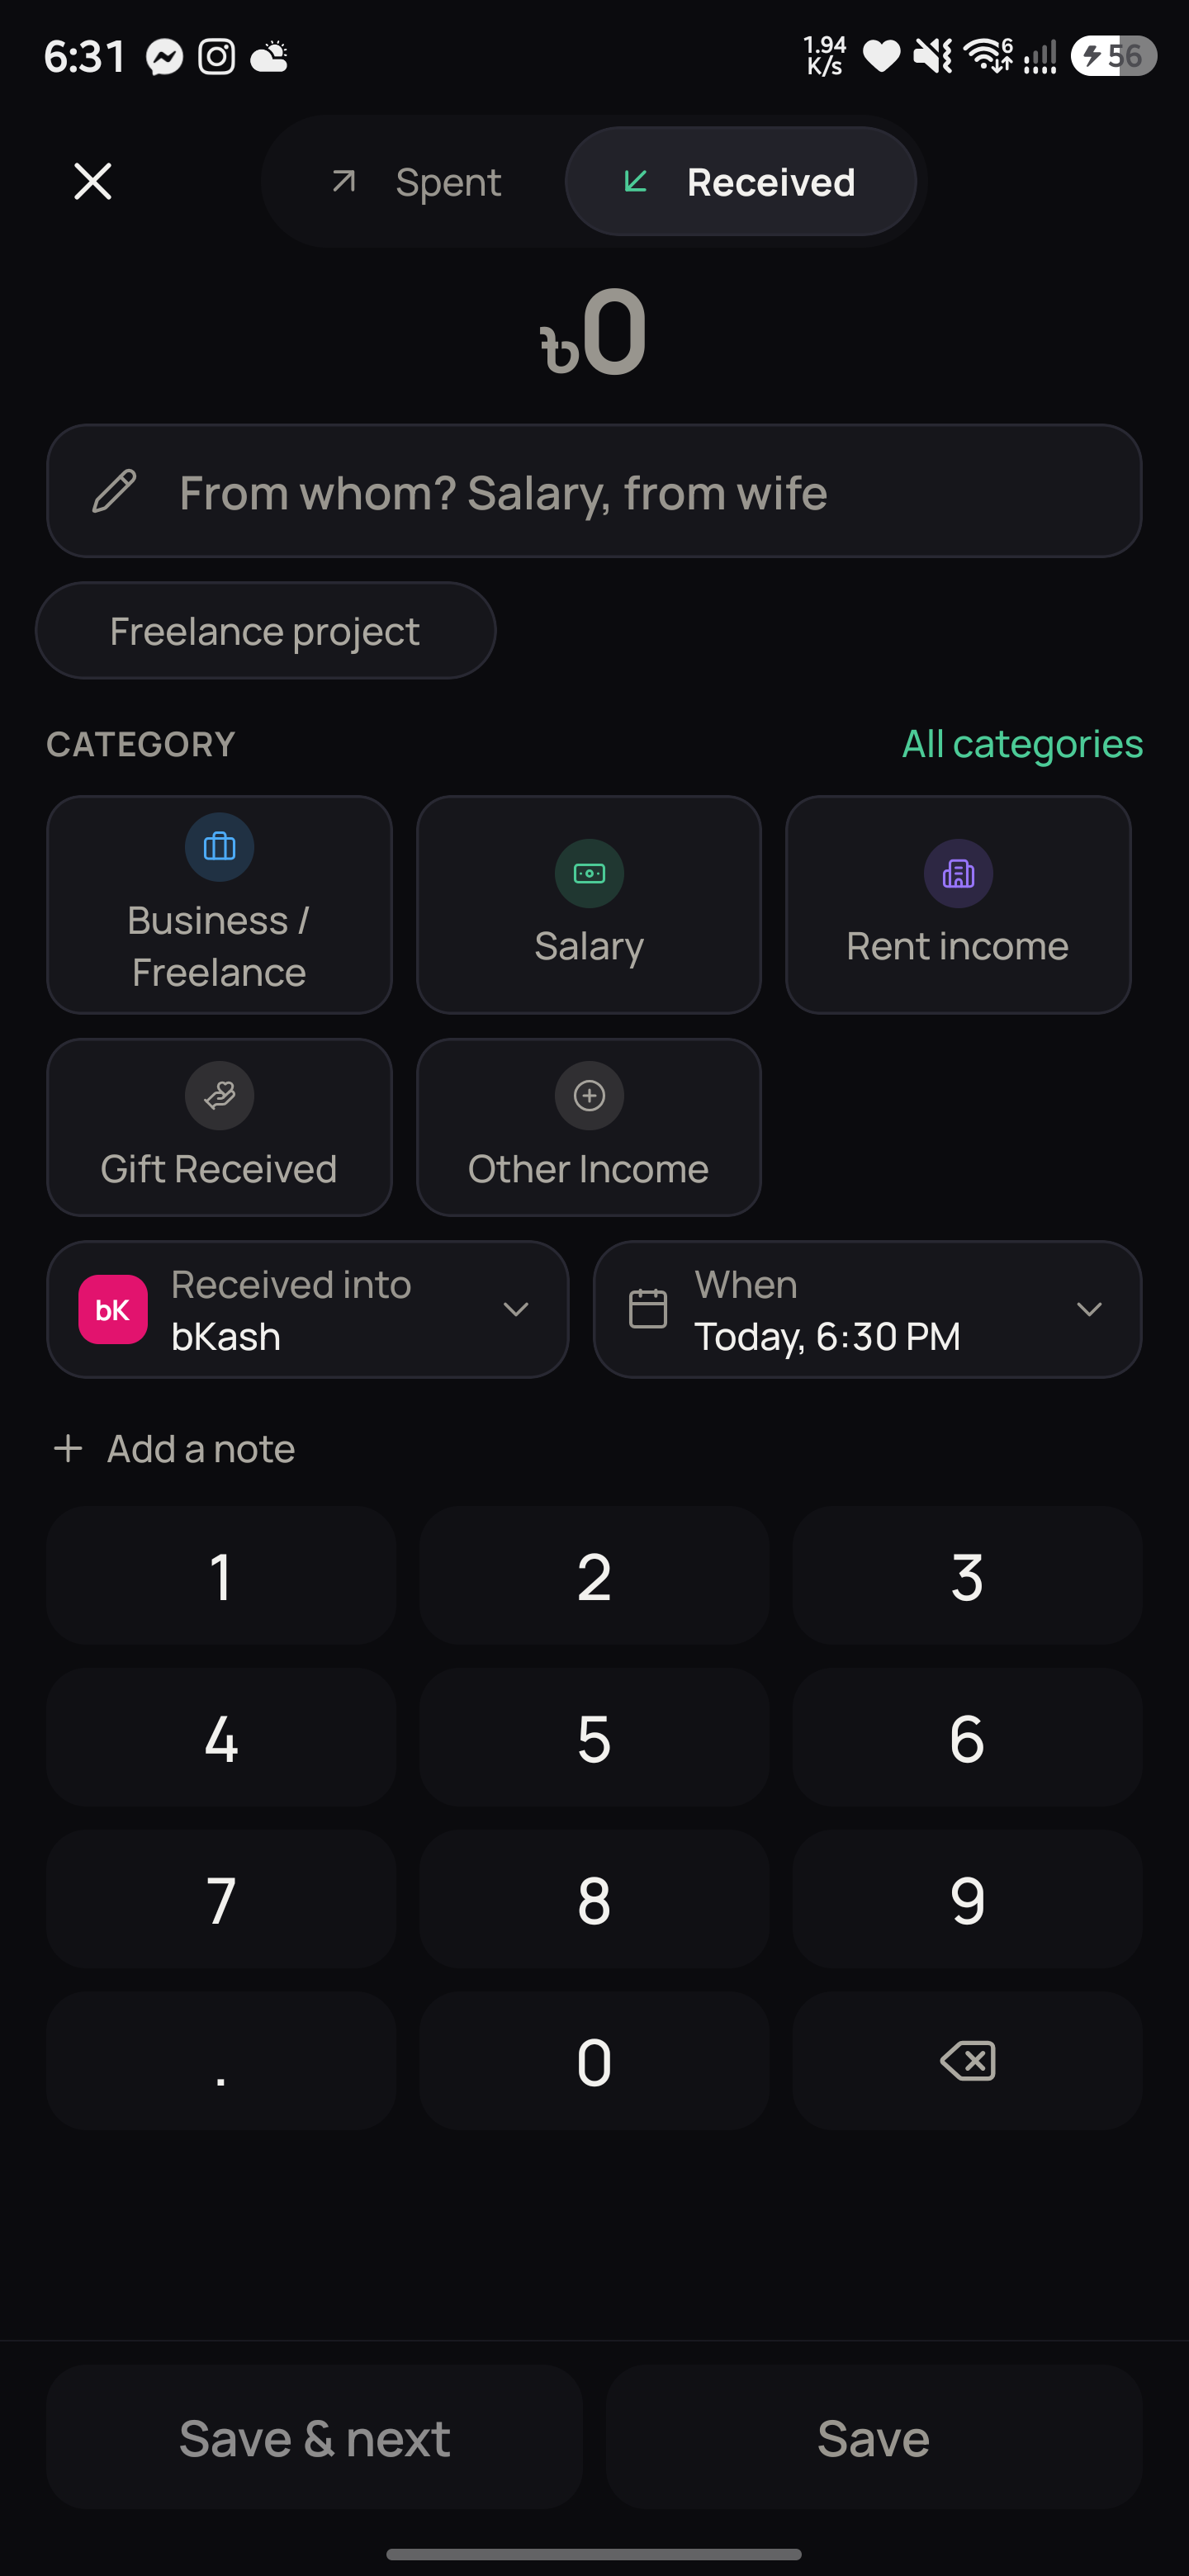 6:31
1.94 K/s
6
56
Spent
Received
৳0
From whom? Salary, from wife
Freelance project
CATEGORY
All categories
Business /
Freelance
Salary
Rent income
Gift Received
Other Income
bK
Received into
bKash
When
Today, 6:30 PM
+ Add a note
1 2 3
4 5 6
7 8 9
. 0
Save & next
Save